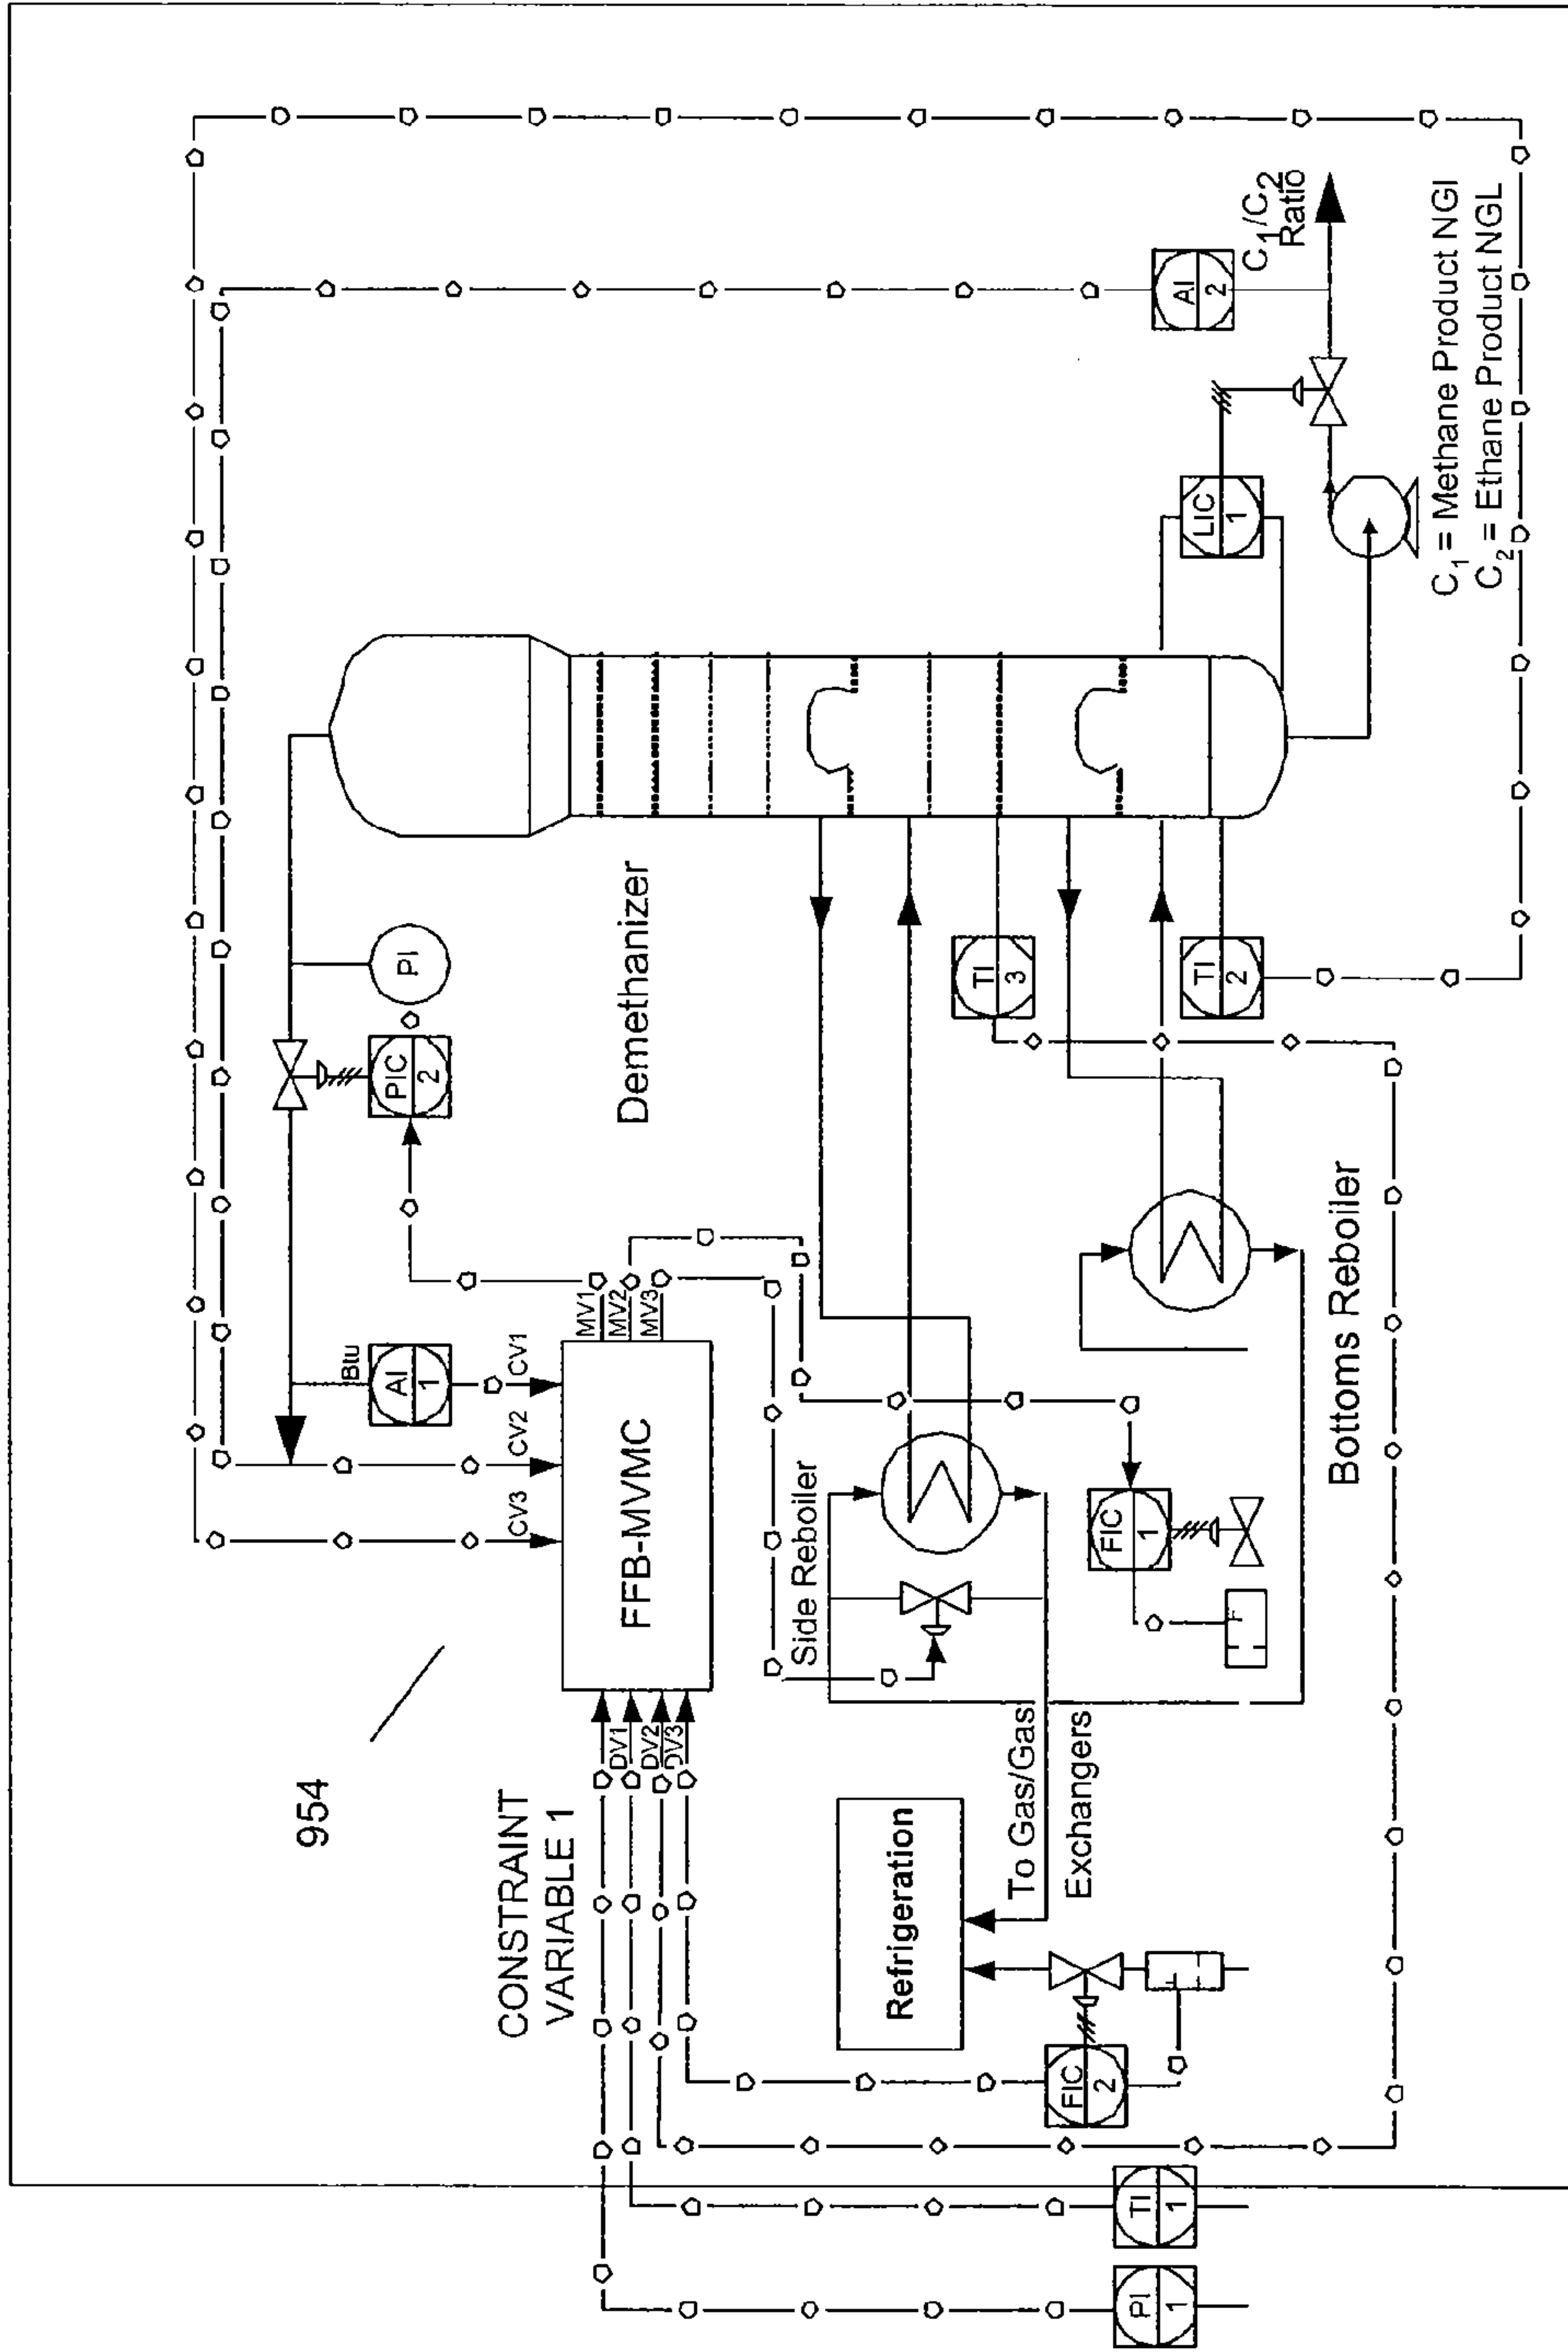 954
CONSTRAINT
VARIABLE 1
FFB-MVMC
CV3
CV2
CV1
Btu
AI
1
MV1
MV2
MV3
DV1
DV2
DV3
PIC
2
PI
Demethanizer
Side Reboiler
Refrigeration
To Gas/Gas
Exchangers
FIC
2
FIC
1
F
TI
3
TI
2
LIC
1
AI
2
C₁/C₂
Ratio
Bottoms Reboiler
TI
1
PI
1
C₁ = Methane Product NGl
C₂ = Ethane Product NGL